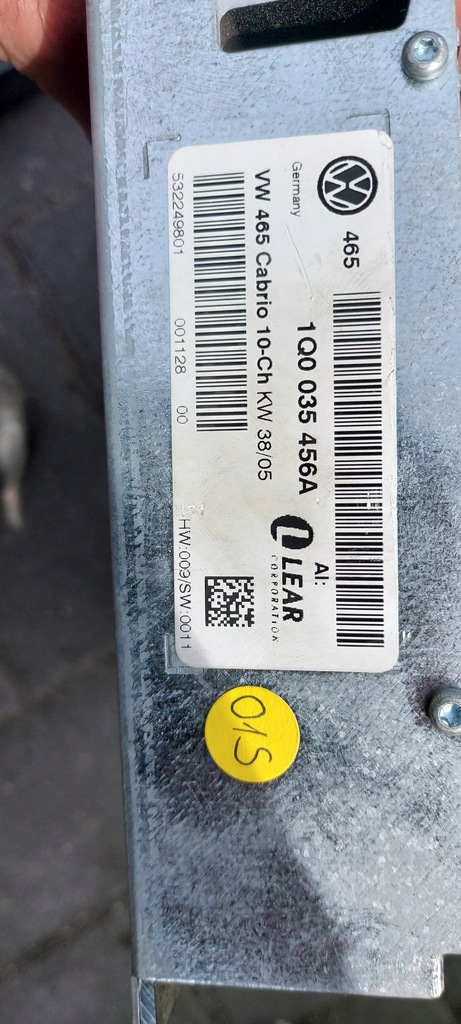 465
Germany
1Q0 035 456A
AI:
LEAR
CORPORATION
VW 465 Cabrio 10-Ch KW 38/05
532249801 001128 00
HW:009/SW:0011
01S